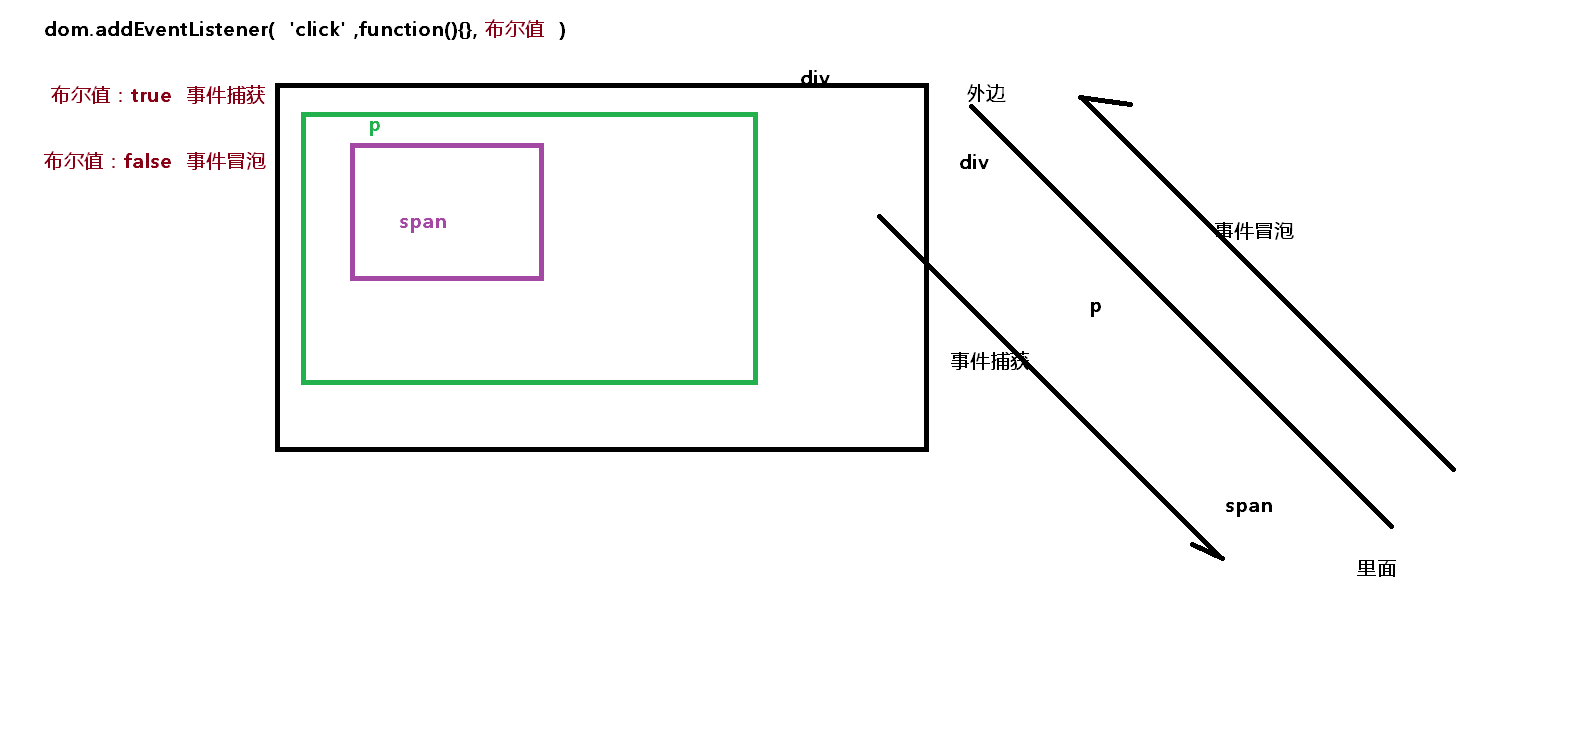 dom.addEventListener( 'click' ,function(){}, 布尔值 )
div
布尔值：true 事件捕获
外边
p
布尔值：false 事件冒泡
div
span
事件冒泡
p
事件捕获
span
里面